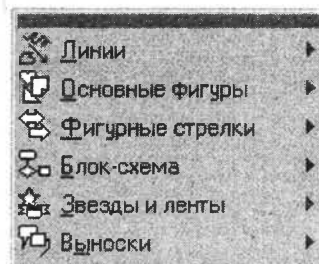 Линии
Основные фигуры
Фигурные стрелки
Блок-схема
Звезды и ленты
Выноски